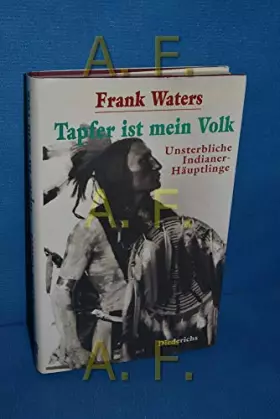 A. F.
Frank Waters
Tapfer ist mein Volk
Unsterbliche
Indianer-
Häuptlinge
A. F.
A. F.
Diederichs
A. F.